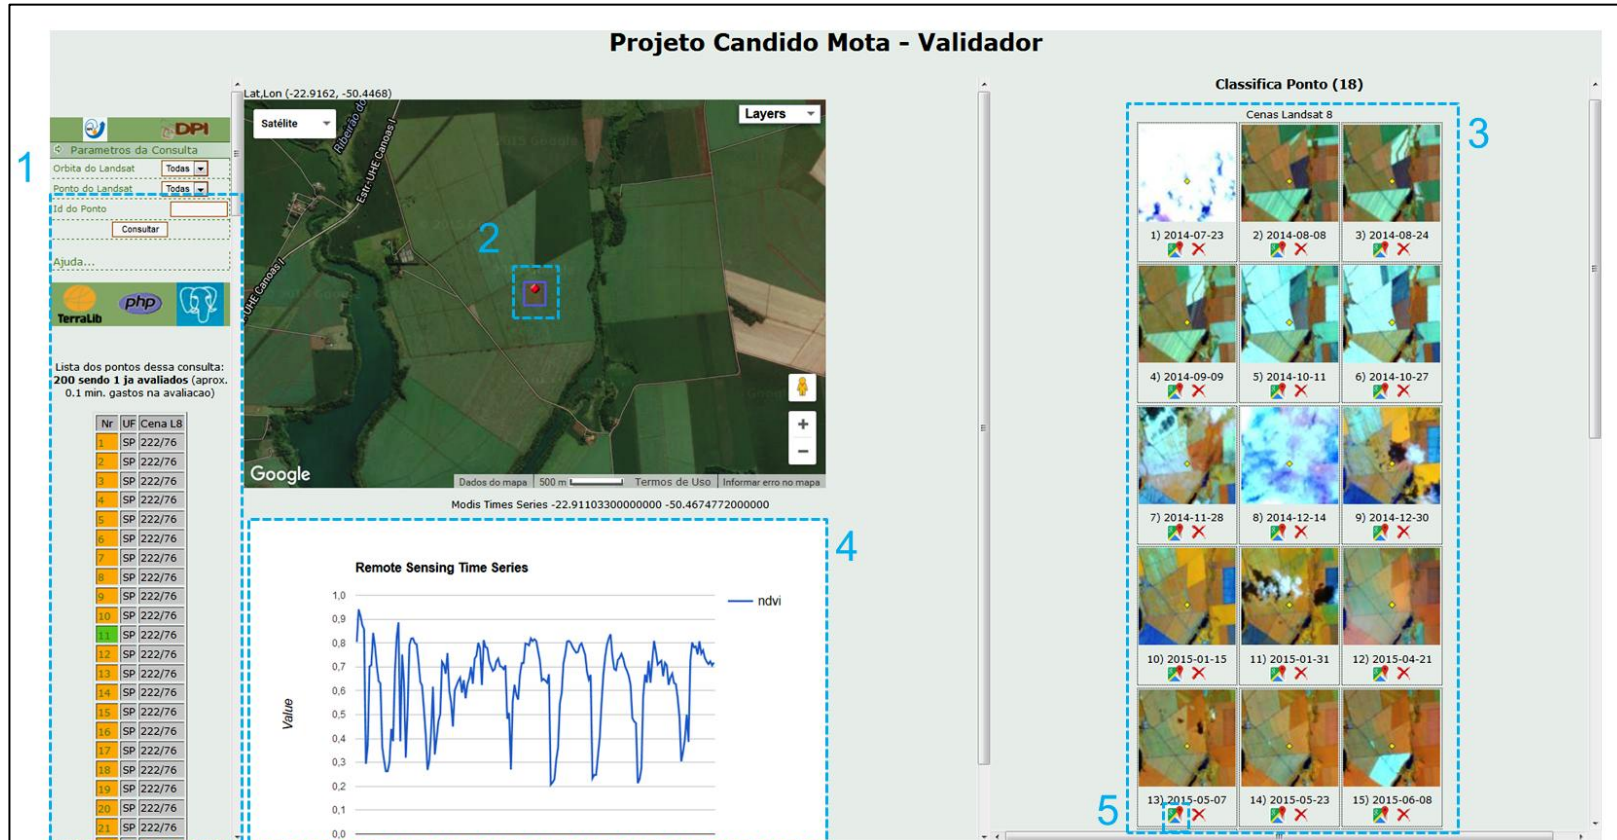 Projeto Candido Mota - Validador
1
DPI
Parametros da Consulta
Orbita do Landsat Todas
Ponto do Landsat Todas
Id do Ponto
Consultar
Ajuda...
TerraLib php
Lista dos pontos dessa consulta:
200 sendo 1 ja avaliados (aprox.
0.1 min. gastos na avaliacao)
Nr UF Cena L8
1 SP 222/76
2 SP 222/76
3 SP 222/76
4 SP 222/76
5 SP 222/76
6 SP 222/76
7 SP 222/76
8 SP 222/76
9 SP 222/76
10 SP 222/76
11 SP 222/76
12 SP 222/76
13 SP 222/76
14 SP 222/76
15 SP 222/76
16 SP 222/76
17 SP 222/76
18 SP 222/76
19 SP 222/76
20 SP 222/76
21 SP 222/76
Lat,Lon (-22.9162, -50.4468)
Satélite
Layers
Ribeirão do
Estr-UHE Canoas I
-UHE Canoas I
2
Google
Dados do mapa 500 m Termos de Uso Informar erro no mapa
Modis Times Series -22.91103300000000 -50.4674772000000
4
Remote Sensing Time Series
ndvi
Value
1,0
0,9
0,8
0,7
0,6
0,5
0,4
0,3
0,2
0,1
0,0
Classifica Ponto (18)
3
Cenas Landsat 8
1) 2014-07-23 2) 2014-08-08 3) 2014-08-24
4) 2014-09-09 5) 2014-10-11 6) 2014-10-27
7) 2014-11-28 8) 2014-12-14 9) 2014-12-30
10) 2015-01-15 11) 2015-01-31 12) 2015-04-21
13) 2015-05-07 14) 2015-05-23 15) 2015-06-08
5